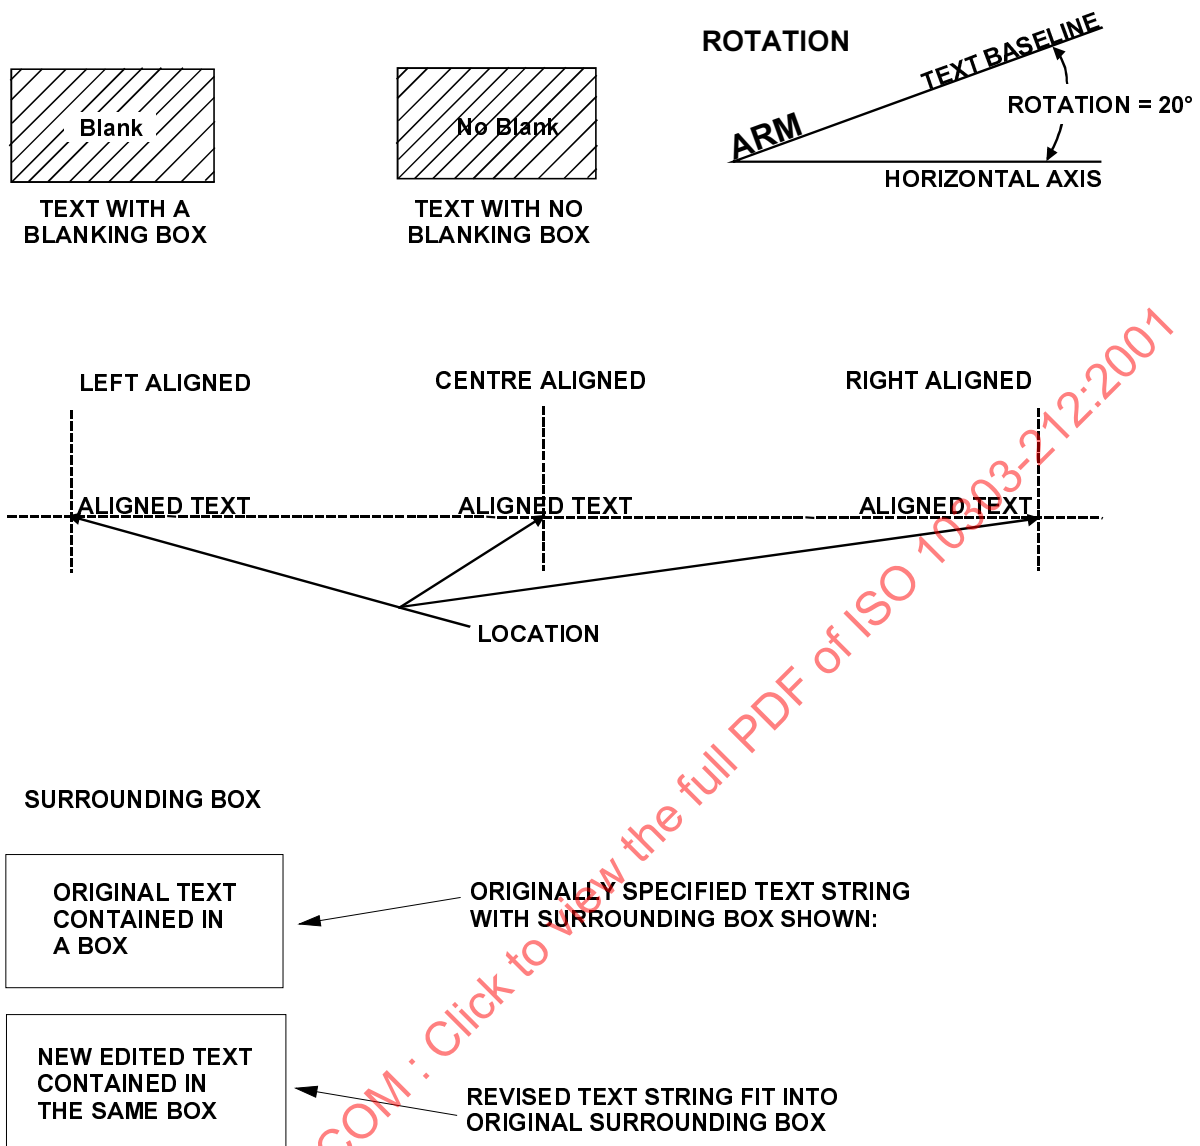 ROTATION
TEXT BASELINE
ROTATION = 20°
ARM
HORIZONTAL AXIS
Blank
No Blank
TEXT WITH A
BLANKING BOX
TEXT WITH NO
BLANKING BOX
LEFT ALIGNED
CENTRE ALIGNED
RIGHT ALIGNED
ALIGNED TEXT
ALIGNED TEXT
ALIGNED TEXT
LOCATION
SURROUNDING BOX
ORIGINAL TEXT
CONTAINED IN
A BOX
ORIGINALLY SPECIFIED TEXT STRING
WITH SURROUNDING BOX SHOWN:
NEW EDITED TEXT
CONTAINED IN
THE SAME BOX
REVISED TEXT STRING FIT INTO
ORIGINAL SURROUNDING BOX
COM : Click to view the full PDF of ISO 10303-212:2001